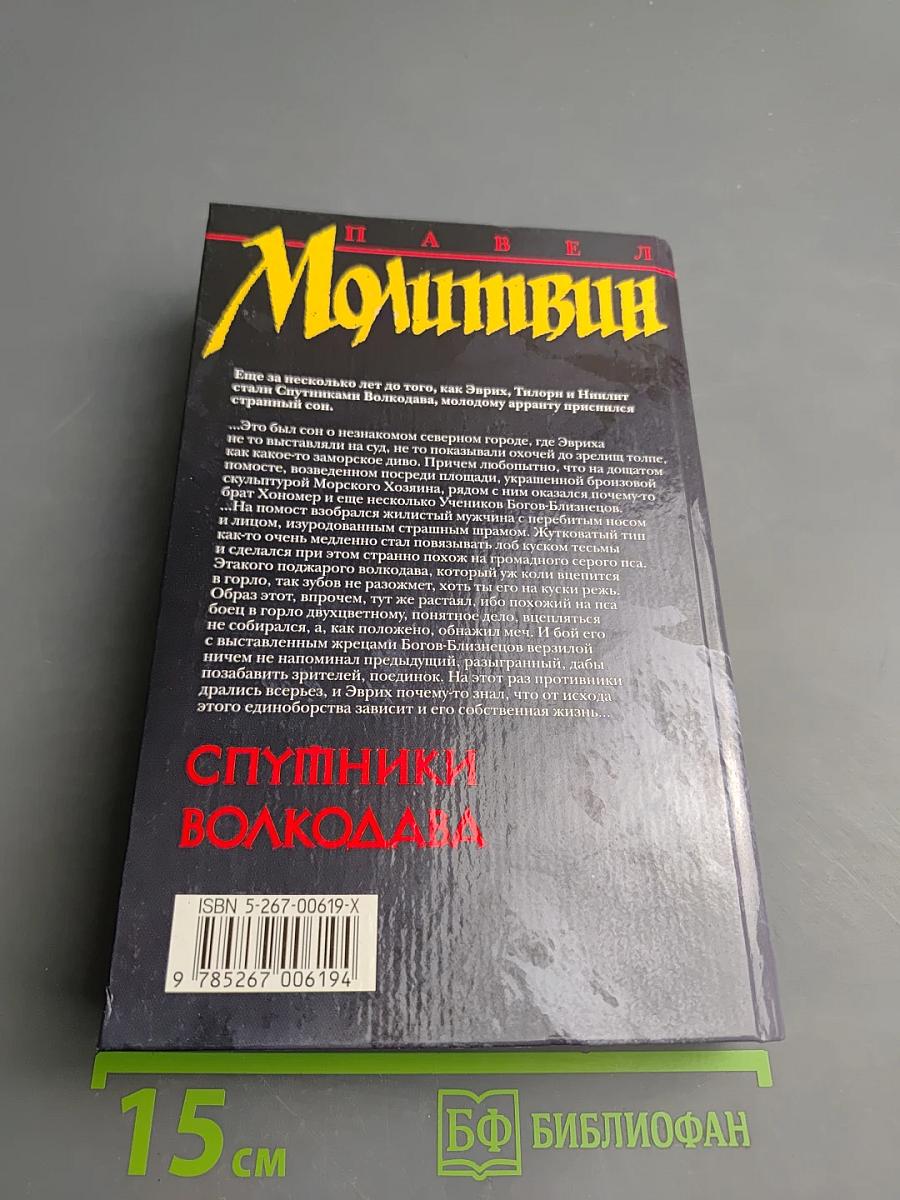 ПАВЕЛ
МОЛИТВИН
Еще за несколько лет до того, как Эврих, Тилорн и Ниилит
стали Спутниками Волкодава, молодому арранту приснился
странный сон.
...Это был сон о незнакомом северном городе, где Эвриха
не то выставляли на суд, не то показывали охочей до зрелищ толпе,
как какое-то заморское диво. Причем любопытно, что на дощатом
помосте, возведенном посреди площади, украшенной бронзовой
скульптурой Морского Хозяина, рядом с ним оказался почему-то
брат Хономер и еще несколько Учеников Богов-Близнецов.
...На помост взобрался жилистый мужчина с перебитым носом
и лицом, изуродованным страшным шрамом. Жутковатый тип
как-то очень медленно стал повязывать лоб куском тесьмы
и сделался при этом странно похож на громадного серого пса.
Этакого поджарого волкодава, который уж коли вцепится
в горло, так зубов не разожмет, хоть ты его на куски режь.
Образ этот, впрочем, тут же растаял, ибо похожий на пса
боец в горло двухцветному, понятное дело, вцепляться
не собирался, а, как положено, обнажил меч. И бой его
с выставленным жрецами Богов-Близнецов верзилой
ничем не напоминал предыдущий, разыгранный, дабы
позабавить зрителей, поединок. На этот раз противники
дрались всерьез, и Эврих почему-то знал, что от исхода
этого единоборства зависит и его собственная жизнь...
СПУТНИКИ
ВОЛКОДАВА
ISBN 5-267-00619-X
9 785267 006194
15 см
БФ БИБЛИОФАН